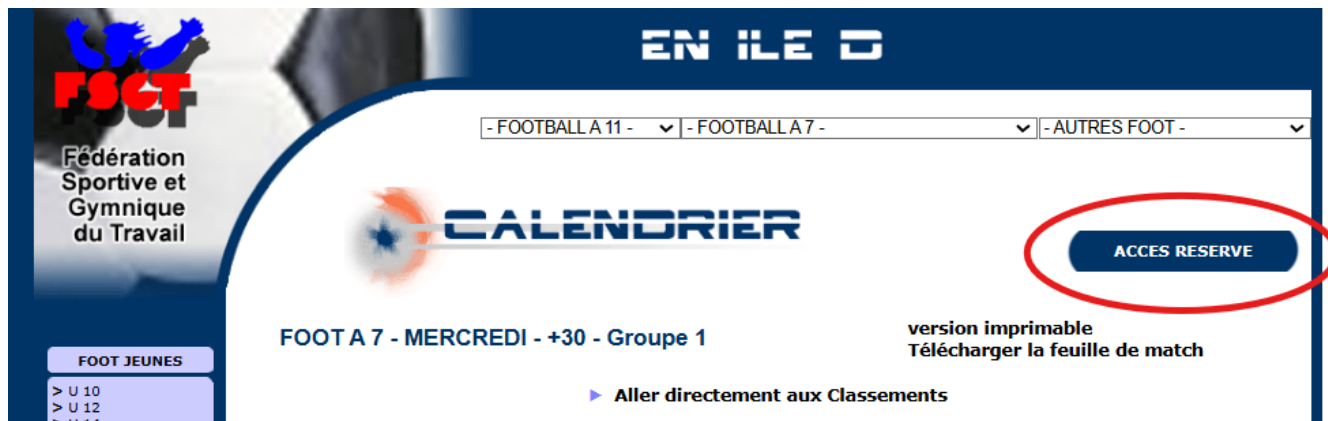 EN ILE D
FSGT
Fédération
Sportive et
Gymnique
du Travail
- FOOTBALL A 11 - - FOOTBALL A 7 - - AUTRES FOOT -
CALENDRIER
ACCES RESERVE
FOOT A 7 - MERCREDI - +30 - Groupe 1
version imprimable
Télécharger la feuille de match
Aller directement aux Classements
FOOT JEUNES
> U 10
> U 12